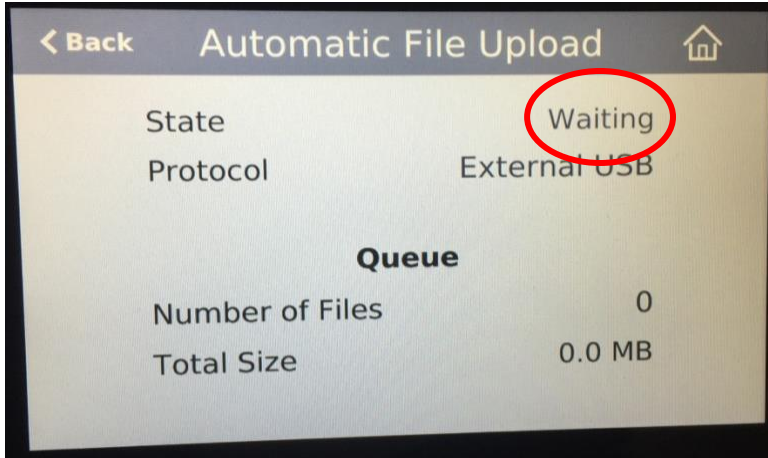 Back Automatic File Upload
State Waiting
Protocol External USB
Queue
Number of Files 0
Total Size 0.0 MB